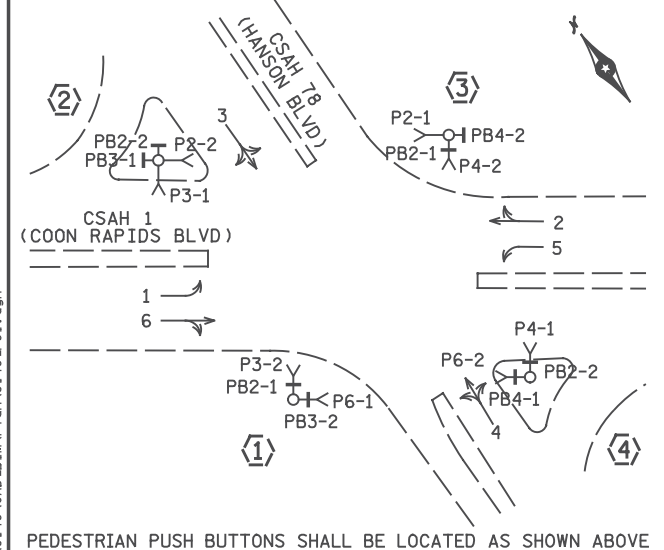 CSAH 78
(HANSON BLVD)
2
3
3
P2-1
PB4-2
PB2-1
P4-2
PB2-2
P2-2
PB3-1
P3-1
CSAH 1
(COON RAPIDS BLVD)
2
5
1
6
P4-1
P6-2
PB2-2
PB4-1
4
P3-2
PB2-1
P6-1
PB3-2
1
4
PEDESTRIAN PUSH BUTTONS SHALL BE LOCATED AS SHOWN ABOVE